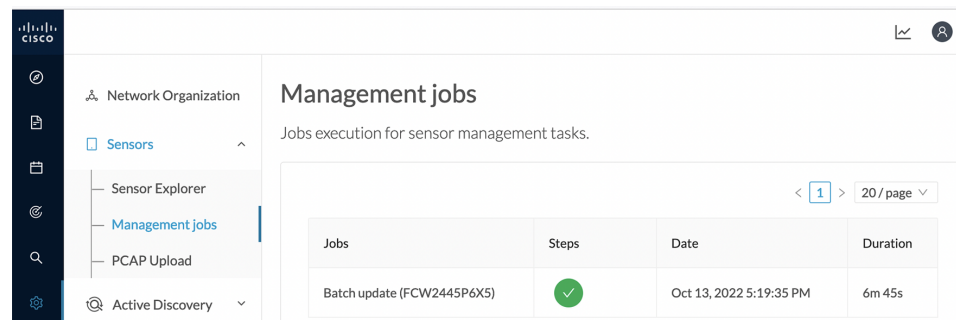 cisco
Network Organization
Sensors
Sensor Explorer
Management jobs
PCAP Upload
Active Discovery
Management jobs
Jobs execution for sensor management tasks.
< 1 > 20 / page
Jobs Steps Date Duration
Batch update (FCW2445P6X5) Oct 13, 2022 5:19:35 PM 6m 45s